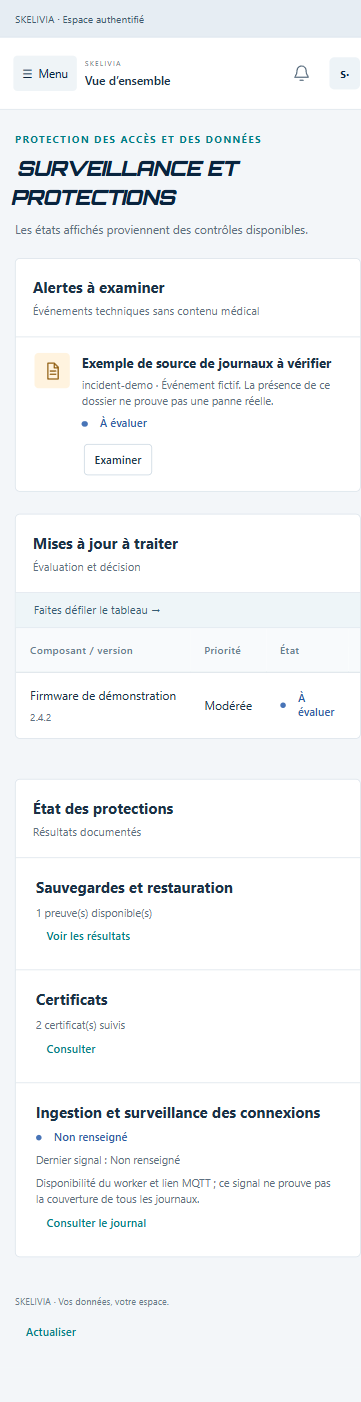 SKELIVIA · Espace authentifié
☰ Menu
SKELIVIA
Vue d’ensemble
S·
PROTECTION DES ACCÈS ET DES DONNÉES
SURVEILLANCE ET
PROTECTIONS
Les états affichés proviennent des contrôles disponibles.
Alertes à examiner
Événements techniques sans contenu médical
Exemple de source de journaux à vérifier
incident-demo · Événement fictif. La présence de ce
dossier ne prouve pas une panne réelle.
À évaluer
Examiner
Mises à jour à traiter
Évaluation et décision
Faites défiler le tableau →
Composant / version Priorité État
Firmware de démonstration
2.4.2
Modérée
À
évaluer
État des protections
Résultats documentés
Sauvegardes et restauration
1 preuve(s) disponible(s)
Voir les résultats
Certificats
2 certificat(s) suivis
Consulter
Ingestion et surveillance des connexions
Non renseigné
Dernier signal : Non renseigné
Disponibilité du worker et lien MQTT ; ce signal ne prouve pas
la couverture de tous les journaux.
Consulter le journal
SKELIVIA · Vos données, votre espace.
Actualiser